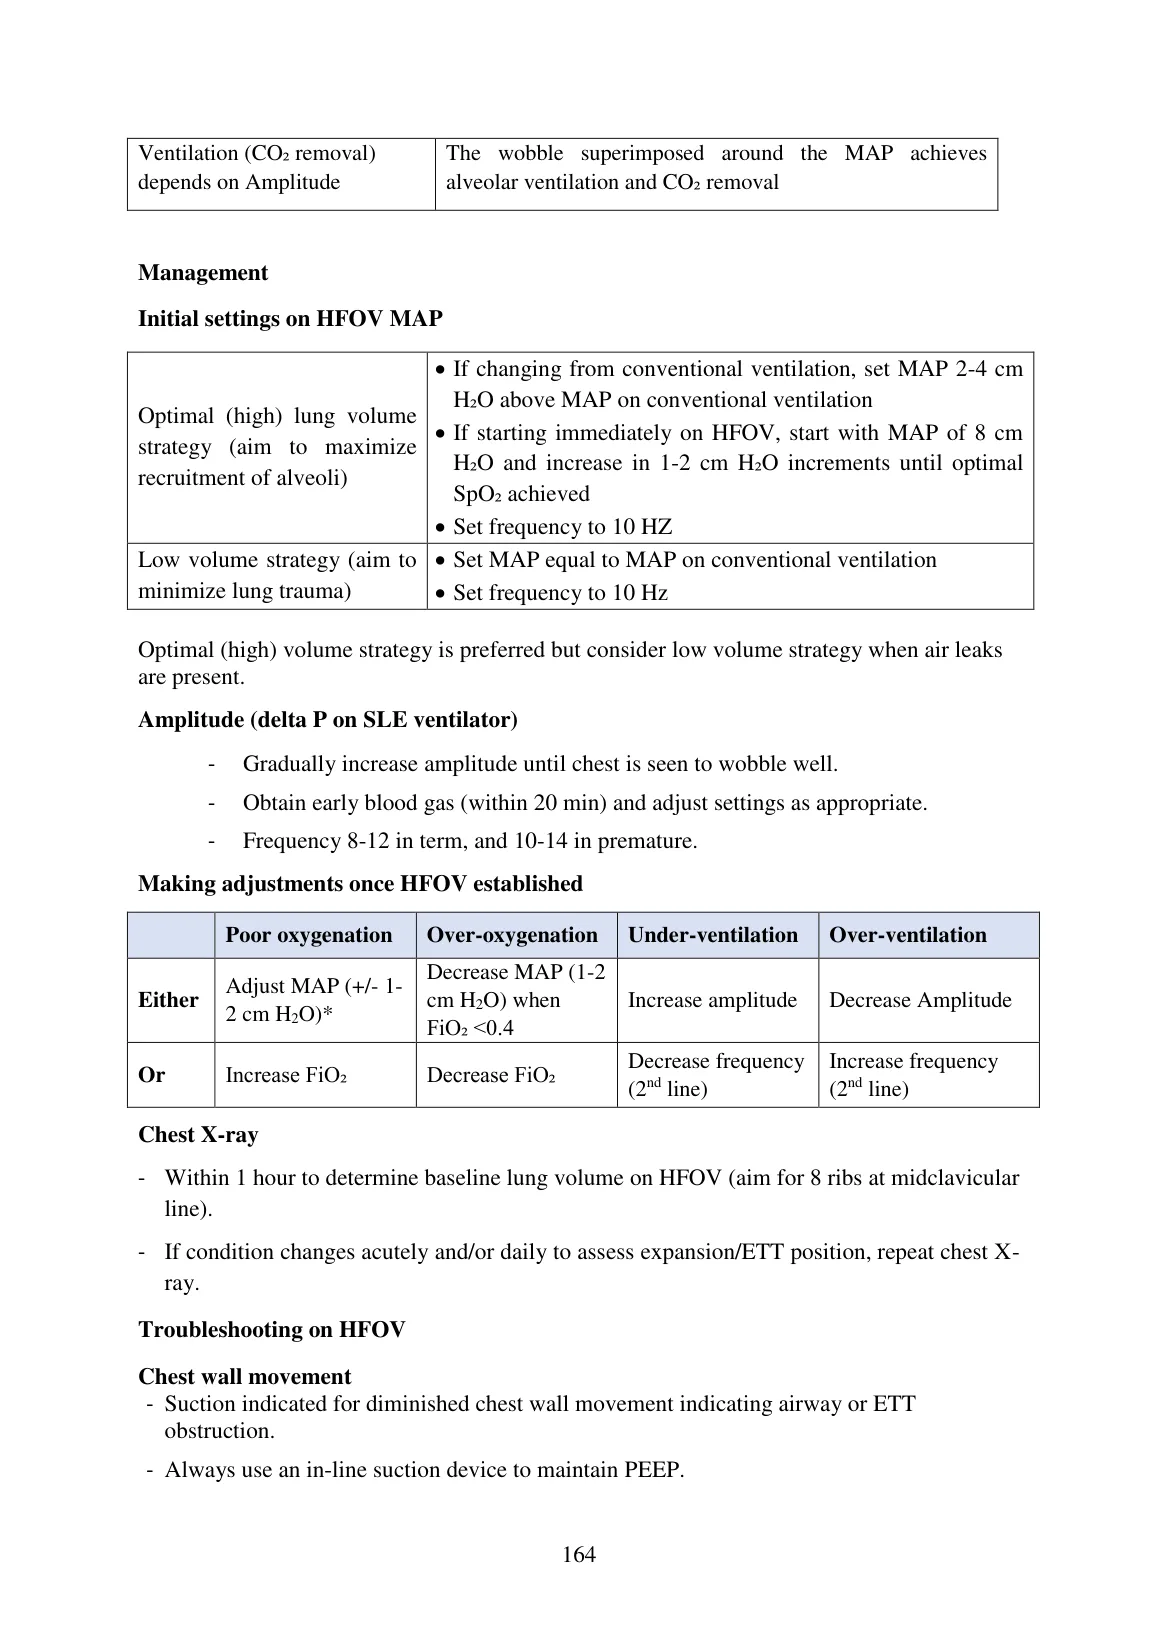 Ventilation (CO₂ removal)
depends on Amplitude
The wobble superimposed around the MAP achieves
alveolar ventilation and CO₂ removal
Management
Initial settings on HFOV MAP
Optimal (high) lung volume
strategy (aim to maximize
recruitment of alveoli)
• If changing from conventional ventilation, set MAP 2-4 cm
H₂O above MAP on conventional ventilation
• If starting immediately on HFOV, start with MAP of 8 cm
H₂O and increase in 1-2 cm H₂O increments until optimal
SpO₂ achieved
• Set frequency to 10 HZ
Low volume strategy (aim to
minimize lung trauma)
• Set MAP equal to MAP on conventional ventilation
• Set frequency to 10 Hz
Optimal (high) volume strategy is preferred but consider low volume strategy when air leaks
are present.
Amplitude (delta P on SLE ventilator)
- Gradually increase amplitude until chest is seen to wobble well.
- Obtain early blood gas (within 20 min) and adjust settings as appropriate.
- Frequency 8-12 in term, and 10-14 in premature.
Making adjustments once HFOV established
Poor oxygenation
Over-oxygenation
Under-ventilation
Over-ventilation
Either
Adjust MAP (+/- 1-
2 cm H₂O)*
Decrease MAP (1-2
cm H₂O) when
FiO₂ <0.4
Increase amplitude
Decrease Amplitude
Or
Increase FiO₂
Decrease FiO₂
Decrease frequency
(2nd line)
Increase frequency
(2nd line)
Chest X-ray
- Within 1 hour to determine baseline lung volume on HFOV (aim for 8 ribs at midclavicular
line).
- If condition changes acutely and/or daily to assess expansion/ETT position, repeat chest X-
ray.
Troubleshooting on HFOV
Chest wall movement
- Suction indicated for diminished chest wall movement indicating airway or ETT
obstruction.
- Always use an in-line suction device to maintain PEEP.
164